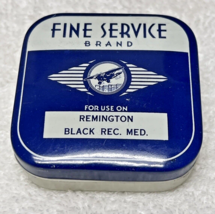 FINE SERVICE
BRAND
FOR USE ON
REMINGTON
BLACK REC. MED.